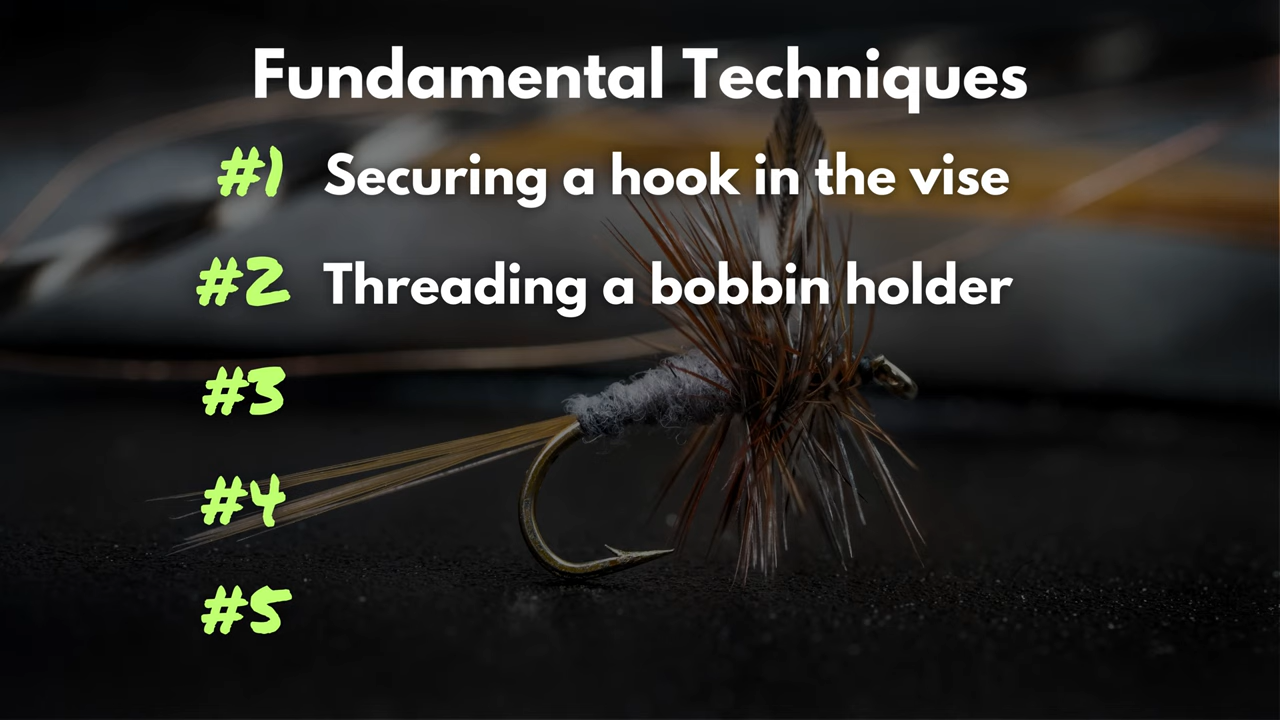 Fundamental Techniques
#1 Securing a hook in the vise
#2 Threading a bobbin holder
#3
#4
#5